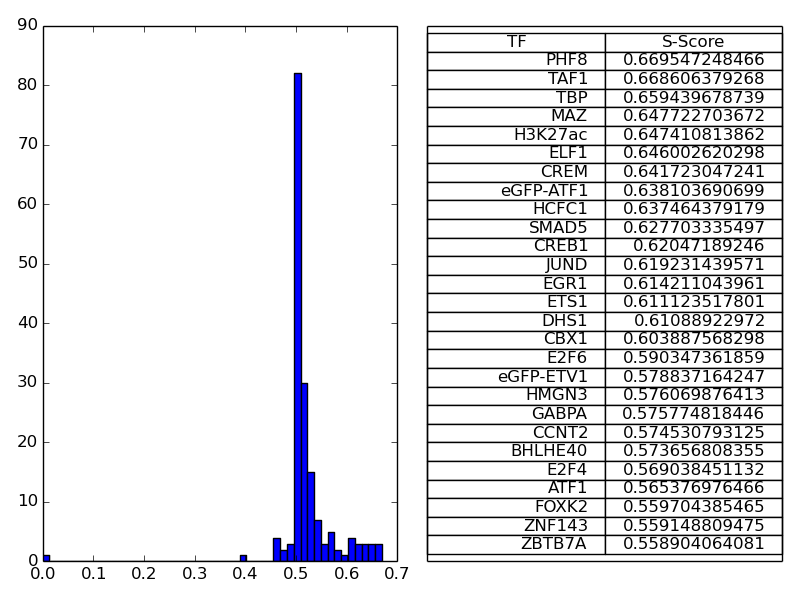 90
80
70
60
50
40
30
20
10
0
0.0 0.1 0.2 0.3 0.4 0.5 0.6 0.7
TF S-Score
PHF8 0.669547248466
TAF1 0.668606379268
TBP 0.659439678739
MAZ 0.647722703672
H3K27ac 0.647410813862
ELF1 0.646002620298
CREM 0.641723047241
eGFP-ATF1 0.638103690699
HCFC1 0.637464379179
SMAD5 0.627703335497
CREB1 0.62047189246
JUND 0.619231439571
EGR1 0.614211043961
ETS1 0.611123517801
DHS1 0.61088922972
CBX1 0.603887568298
E2F6 0.590347361859
eGFP-ETV1 0.578837164247
HMGN3 0.576069876413
GABPA 0.575774818446
CCNT2 0.574530793125
BHLHE40 0.573656808355
E2F4 0.569038451132
ATF1 0.565376976466
FOXK2 0.559704385465
ZNF143 0.559148809475
ZBTB7A 0.558904064081